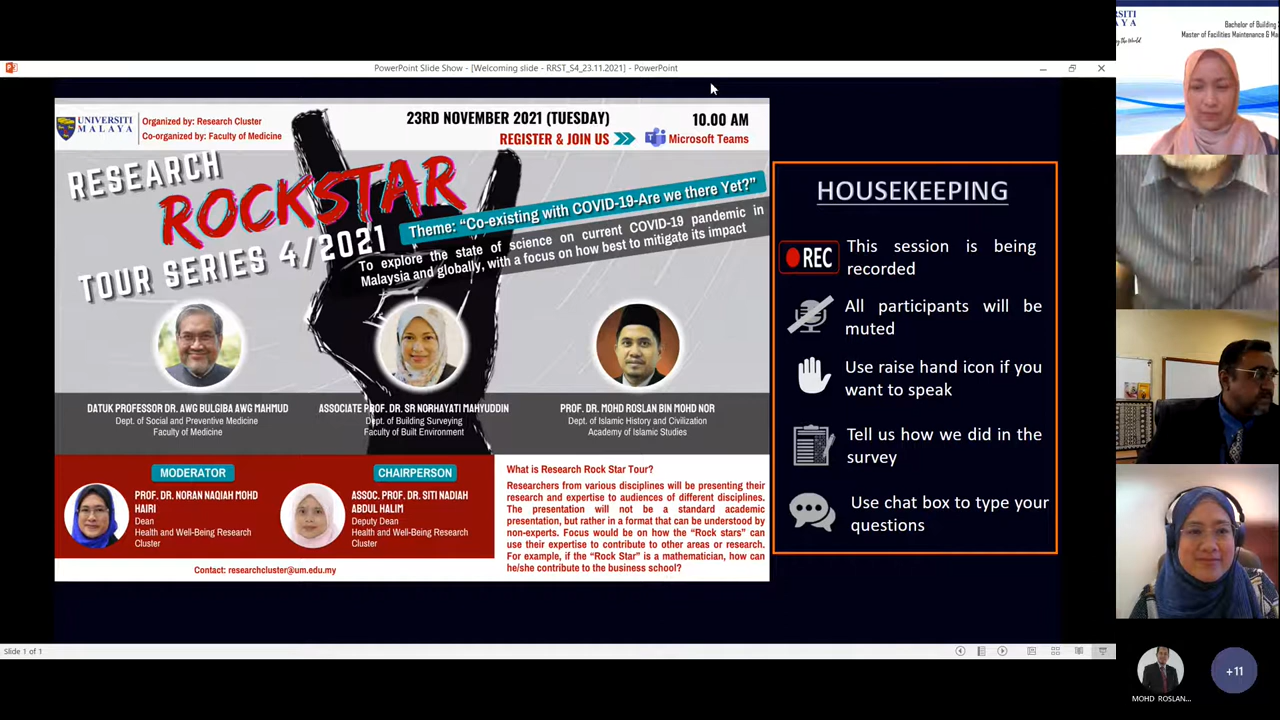 PowerPoint Slide Show - [Welcoming slide - RRST_S4_23.11.2021] - PowerPoint
UNIVERSITI
MALAYA
Organized by: Research Cluster
Co-organized by: Faculty of Medicine
23RD NOVEMBER 2021 (TUESDAY)
REGISTER & JOIN US
10.00 AM
Microsoft Teams
RESEARCH
ROCKSTAR
TOUR SERIES 4/2021
Theme: “Co-existing with COVID-19-Are we there Yet?”
To explore the state of science on current COVID-19 pandemic in
Malaysia and globally, with a focus on how best to mitigate its impact
DATUK PROFESSOR DR. AWG BULGIBA AWG MAHMUD
Dept. of Social and Preventive Medicine
Faculty of Medicine
ASSOCIATE PROF. DR. SR NORHAYATI MAHYUDDIN
Dept. of Building Surveying
Faculty of Built Environment
PROF. DR. MOHD ROSLAN BIN MOHD NOR
Dept. of Islamic History and Civilization
Academy of Islamic Studies
MODERATOR
PROF. DR. NORAN NAQIAH MOHD
HAIRI
Dean
Health and Well-Being Research
Cluster
CHAIRPERSON
ASSOC. PROF. DR. SITI NADIAH
ABDUL HALIM
Deputy Dean
Health and Well-Being Research
Cluster
Contact: researchcluster@um.edu.my
What is Research Rock Star Tour?
Researchers from various disciplines will be presenting their
research and expertise to audiences of different disciplines.
The presentation will not be a standard academic
presentation, but rather in a format that can be understood by
non-experts. Focus would be on how the “Rock stars” can
use their expertise to contribute to other areas or research.
For example, if the “Rock Star” is a mathematician, how can
he/she contribute to the business school?
HOUSEKEEPING
REC
This session is being
recorded
All participants will be
muted
Use raise hand icon if you
want to speak
Tell us how we did in the
survey
Use chat box to type your
questions
Slide 1 of 1
RSITI
AYA
Bachelor of Building
Master of Facilities Maintenance &
the World
MOHD ROSLAN...
+11